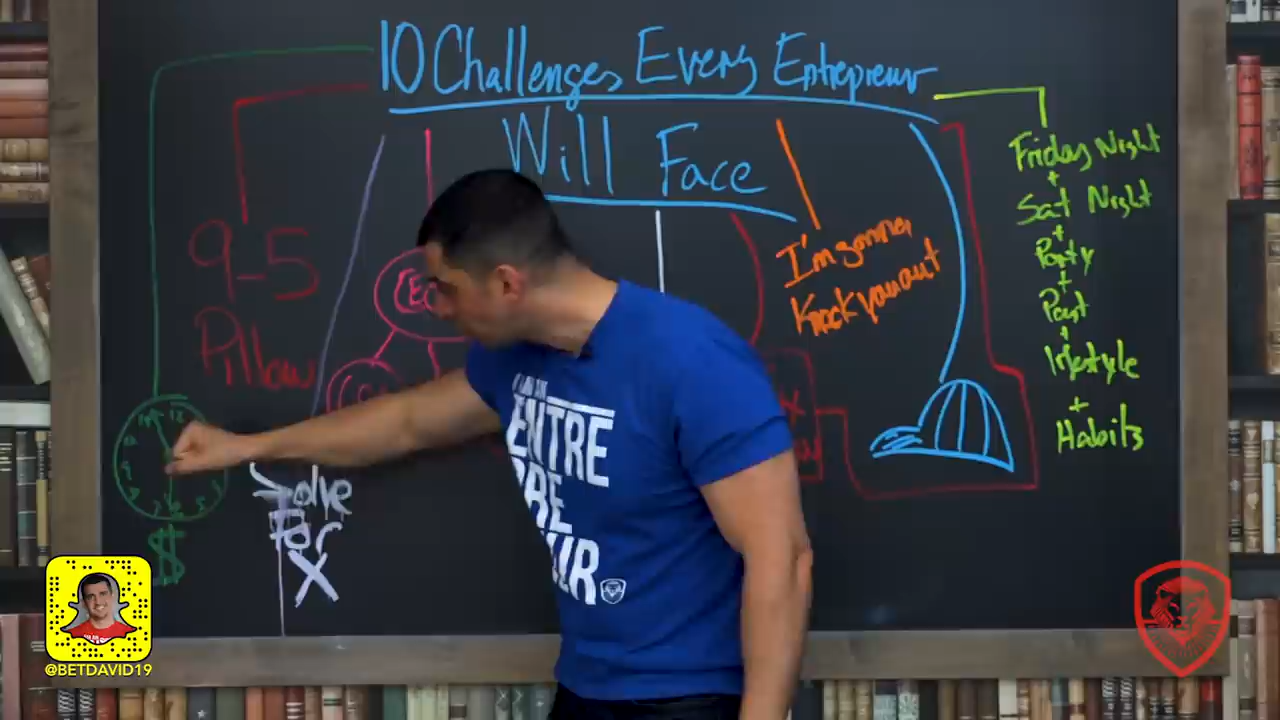 10 Challenges Every Entrepreneur
Will Face
9-5
Pillow
Solve
For
X
$
I'm gonna
Knock you out
Friday Night
+
Sat Night
+
Party
+
Past
+
lifestyle
+
Habits
ENTRE
PRE
@BETDAVID19